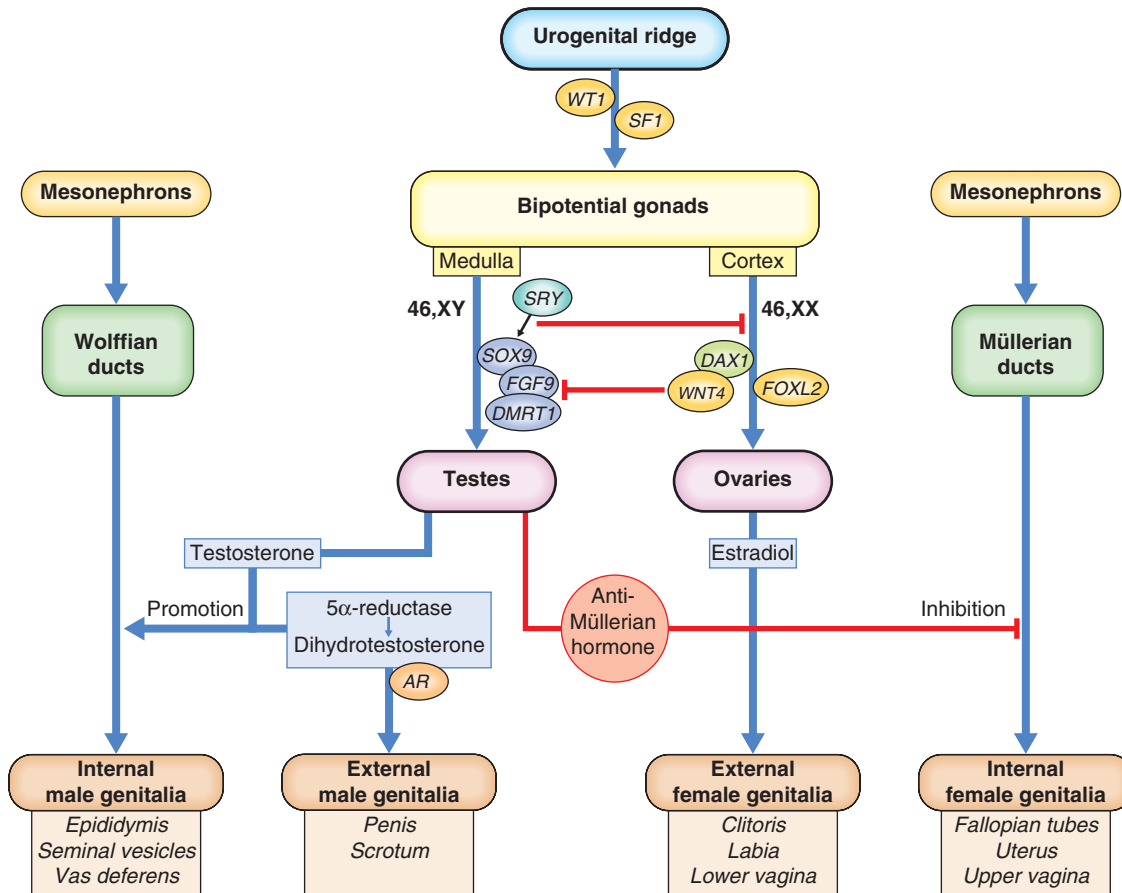 Urogenital ridge
WT1
SF1
Mesonephrons
Bipotential gonads
Mesonephrons
Medulla
Cortex
46,XY
SRY
46,XX
Wolffian
ducts
SOX9
FGF9
DMRT1
DAX1
WNT4
FOXL2
Müllerian
ducts
Testes
Ovaries
Testosterone
Estradiol
Promotion
5α-reductase
Dihydrotestosterone
AR
Anti-
Müllerian
hormone
Inhibition
Internal
male genitalia
Epididymis
Seminal vesicles
Vas deferens
External
male genitalia
Penis
Scrotum
External
female genitalia
Clitoris
Labia
Lower vagina
Internal
female genitalia
Fallopian tubes
Uterus
Upper vagina